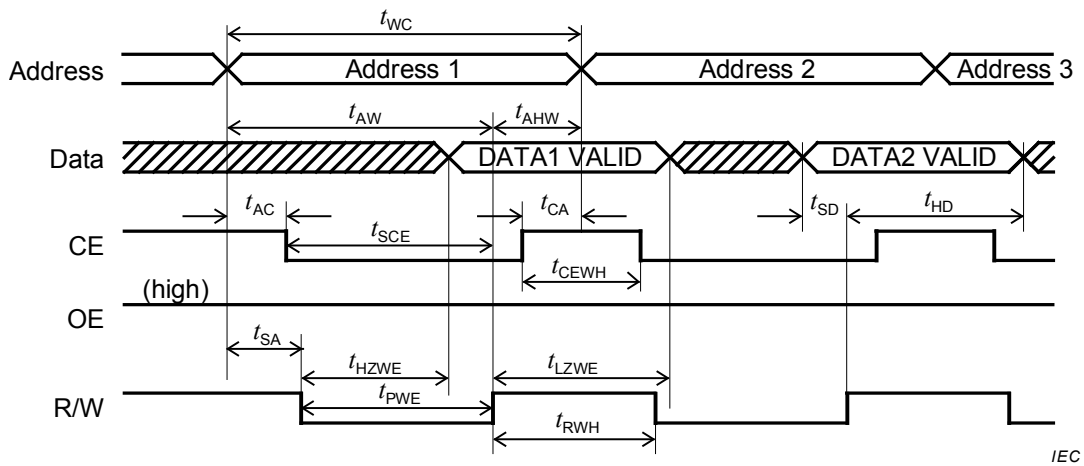 tWC
Address
Address 1
Address 2
Address 3
tAW
tAHW
Data
DATA1 VALID
DATA2 VALID
tAC
tCA
tSD
tHD
CE
tSCE
tCEWH
(high)
OE
tSA
tHZWE
tLZWE
R/W
tPWE
tRWH
IEC